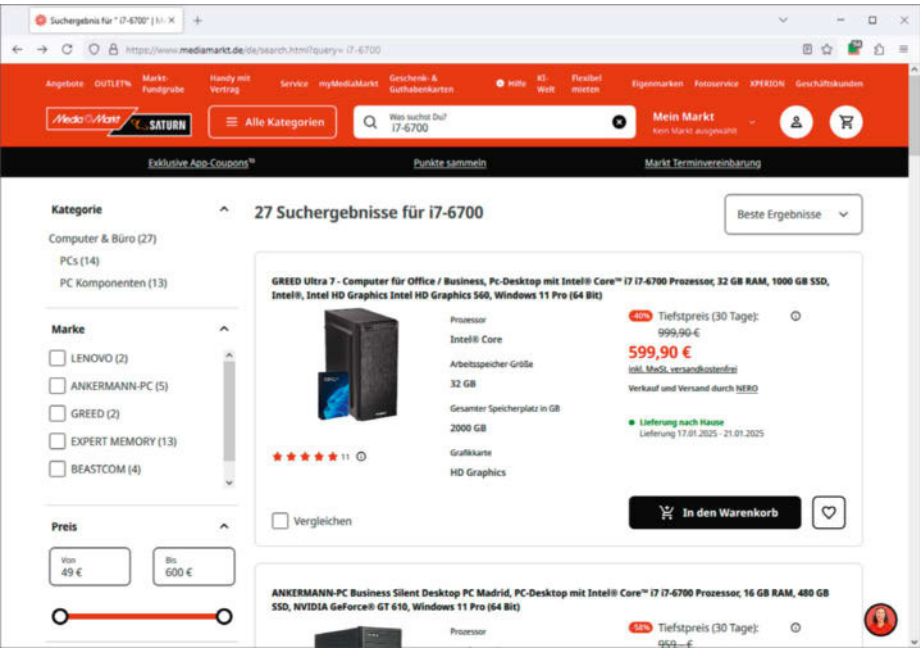 Suchergebnis für " i7-6700" | M
https://www.mediamarkt.de/de/search.html?query= i7-6700
Angebote OUTLET% Markt-Fundgrube Handy mit Vertrag Service myMediaMarkt Geschenk- & Guthabenkarten Hilfe KI-Welt Flexibel mieten Eigenmarken Fotoservice XPERION Geschäftskunden
Media Markt SATURN
Alle Kategorien
Was suchst Du?
i7-6700
Mein Markt
Kein Markt ausgewählt
Exklusive App-Coupons Punkte sammeln Markt Terminvereinbarung
Kategorie
Computer & Büro (27)
PCs (14)
PC Komponenten (13)
Marke
LENOVO (2)
ANKERMANN-PC (5)
GREED (2)
EXPERT MEMORY (13)
BEASTCOM (4)
Preis
Von
49 €
Bis
600 €
27 Suchergebnisse für i7-6700
Beste Ergebnisse
GREED Ultra 7 - Computer für Office / Business, Pc-Desktop mit Intel® Core™ i7 i7-6700 Prozessor, 32 GB RAM, 1000 GB SSD,
Intel®, Intel HD Graphics Intel HD Graphics 560, Windows 11 Pro (64 Bit)
Prozessor
Intel® Core
Arbeitsspeicher-Größe
32 GB
Gesamter Speicherplatz in GB
2000 GB
Grafikkarte
HD Graphics
11
Vergleichen
-40% Tiefstpreis (30 Tage):
999,90 €
599,90 €
inkl. MwSt. versandkostenfrei
Verkauf und Versand durch NERO
Lieferung nach Hause
Lieferung 17.01.2025 - 21.01.2025
In den Warenkorb
ANKERMANN-PC Business Silent Desktop PC Madrid, PC-Desktop mit Intel® Core™ i7 i7-6700 Prozessor, 16 GB RAM, 480 GB
SSD, NVIDIA GeForce® GT 610, Windows 11 Pro (64 Bit)
Prozessor
-58% Tiefstpreis (30 Tage):
959,- €